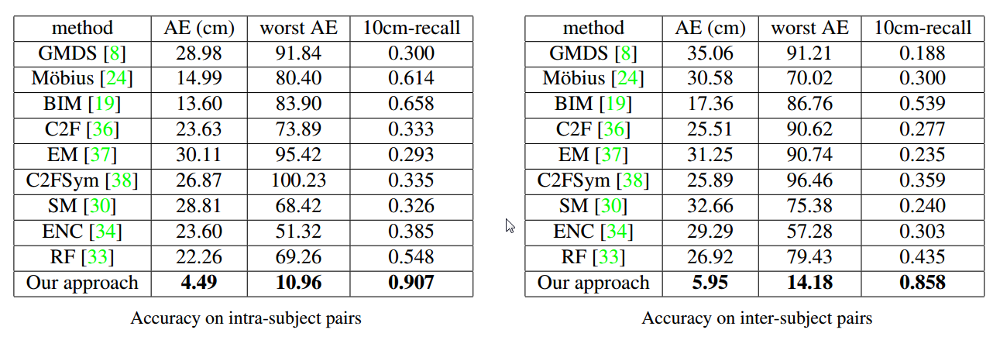 method AE (cm) worst AE 10cm-recall
GMDS [8] 28.98 91.84 0.300
Möbius [24] 14.99 80.40 0.614
BIM [19] 13.60 83.90 0.658
C2F [36] 23.63 73.89 0.333
EM [37] 30.11 95.42 0.293
C2FSym [38] 26.87 100.23 0.335
SM [30] 28.81 68.42 0.326
ENC [34] 23.60 51.32 0.385
RF [33] 22.26 69.26 0.548
Our approach 4.49 10.96 0.907
Accuracy on intra-subject pairs
method AE (cm) worst AE 10cm-recall
GMDS [8] 35.06 91.21 0.188
Möbius [24] 30.58 70.02 0.300
BIM [19] 17.36 86.76 0.539
C2F [36] 25.51 90.62 0.277
EM [37] 31.25 90.74 0.235
C2FSym [38] 25.89 96.46 0.359
SM [30] 32.66 75.38 0.240
ENC [34] 29.29 57.28 0.303
RF [33] 26.92 79.43 0.435
Our approach 5.95 14.18 0.858
Accuracy on inter-subject pairs